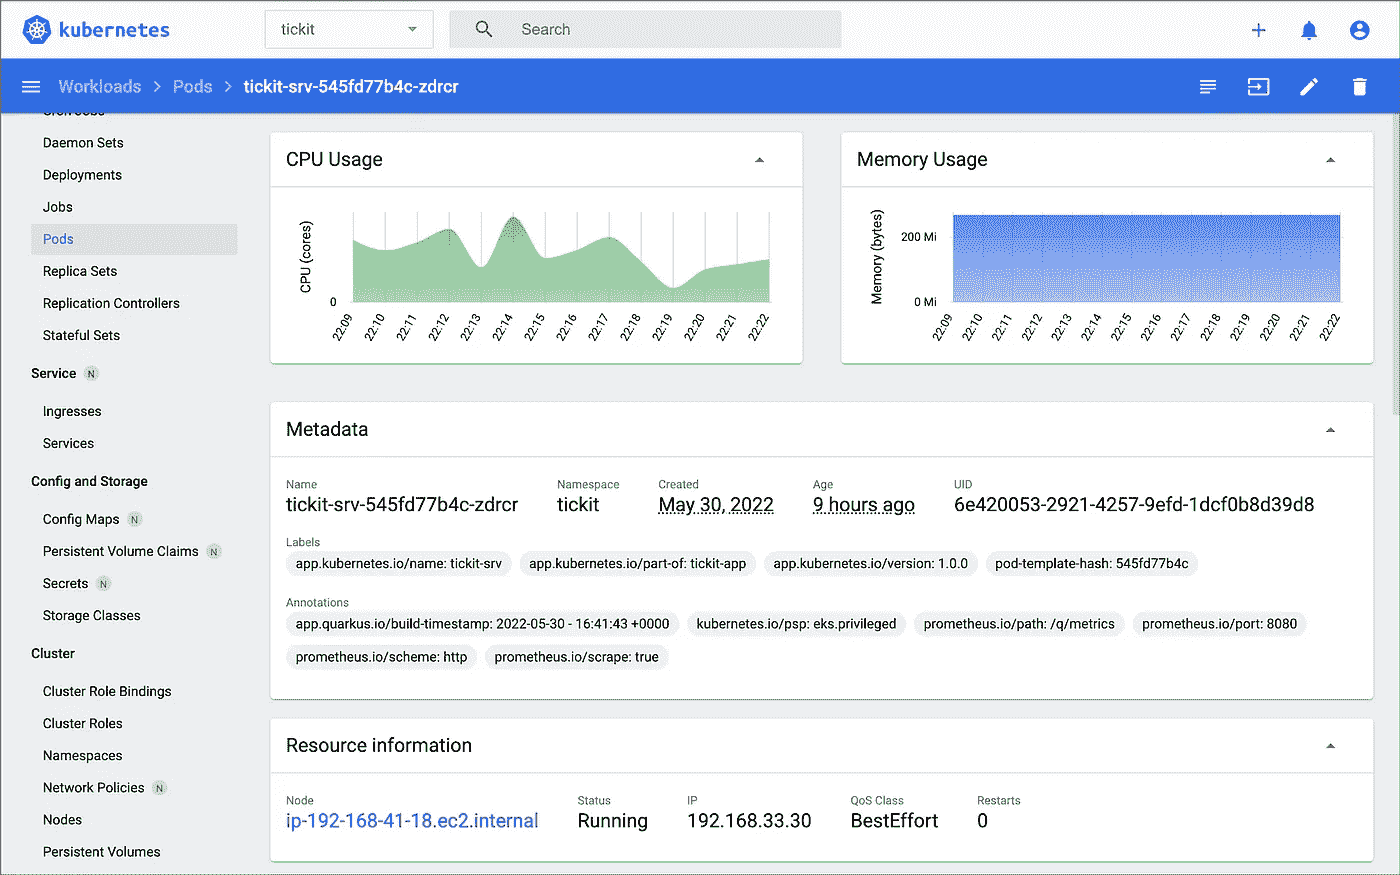 kubernetes
tickit
Search
Workloads > Pods > tickit-srv-545fd77b4c-zdrcr
Cron Jobs
Daemon Sets
Deployments
Jobs
Pods
Replica Sets
Replication Controllers
Stateful Sets
Service N
Ingresses
Services
Config and Storage
Config Maps N
Persistent Volume Claims N
Secrets N
Storage Classes
Cluster
Cluster Role Bindings
Cluster Roles
Namespaces
Network Policies N
Nodes
Persistent Volumes
CPU Usage
CPU (cores)
0
22:09 22:10 22:11 22:12 22:13 22:14 22:15 22:16 22:17 22:18 22:19 22:20 22:21 22:22
Memory Usage
Memory (bytes)
200 Mi
0 Mi
22:09 22:10 22:11 22:12 22:13 22:14 22:15 22:16 22:17 22:18 22:19 22:20 22:21 22:22
Metadata
Name Namespace Created Age UID
tickit-srv-545fd77b4c-zdrcr tickit May 30, 2022 9 hours ago 6e420053-2921-4257-9efd-1dcf0b8d39d8
Labels
app.kubernetes.io/name: tickit-srv app.kubernetes.io/part-of: tickit-app app.kubernetes.io/version: 1.0.0 pod-template-hash: 545fd77b4c
Annotations
app.quarkus.io/build-timestamp: 2022-05-30 - 16:41:43 +0000 kubernetes.io/psp: eks.privileged prometheus.io/path: /q/metrics prometheus.io/port: 8080
prometheus.io/scheme: http prometheus.io/scrape: true
Resource information
Node Status IP QoS Class Restarts
ip-192-168-41-18.ec2.internal Running 192.168.33.30 BestEffort 0